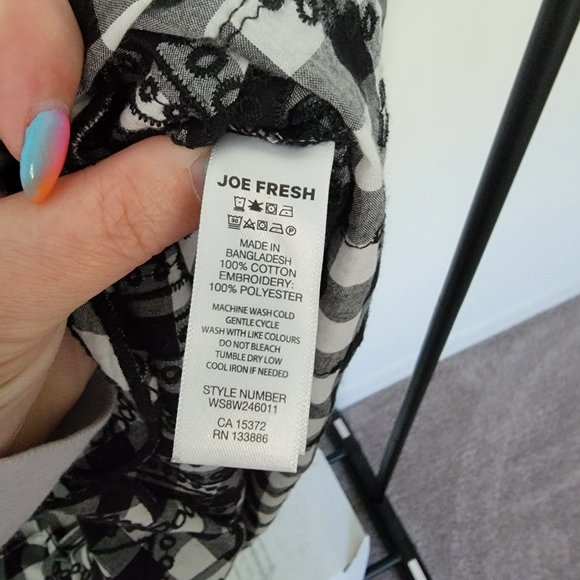 JOE FRESH
30
P
MADE IN
BANGLADESH
100% COTTON
EMBROIDERY:
100% POLYESTER
MACHINE WASH COLD
GENTLE CYCLE
WASH WITH LIKE COLOURS
DO NOT BLEACH
TUMBLE DRY LOW
COOL IRON IF NEEDED
STYLE NUMBER
WS8W246011
CA 15372
RN 133886